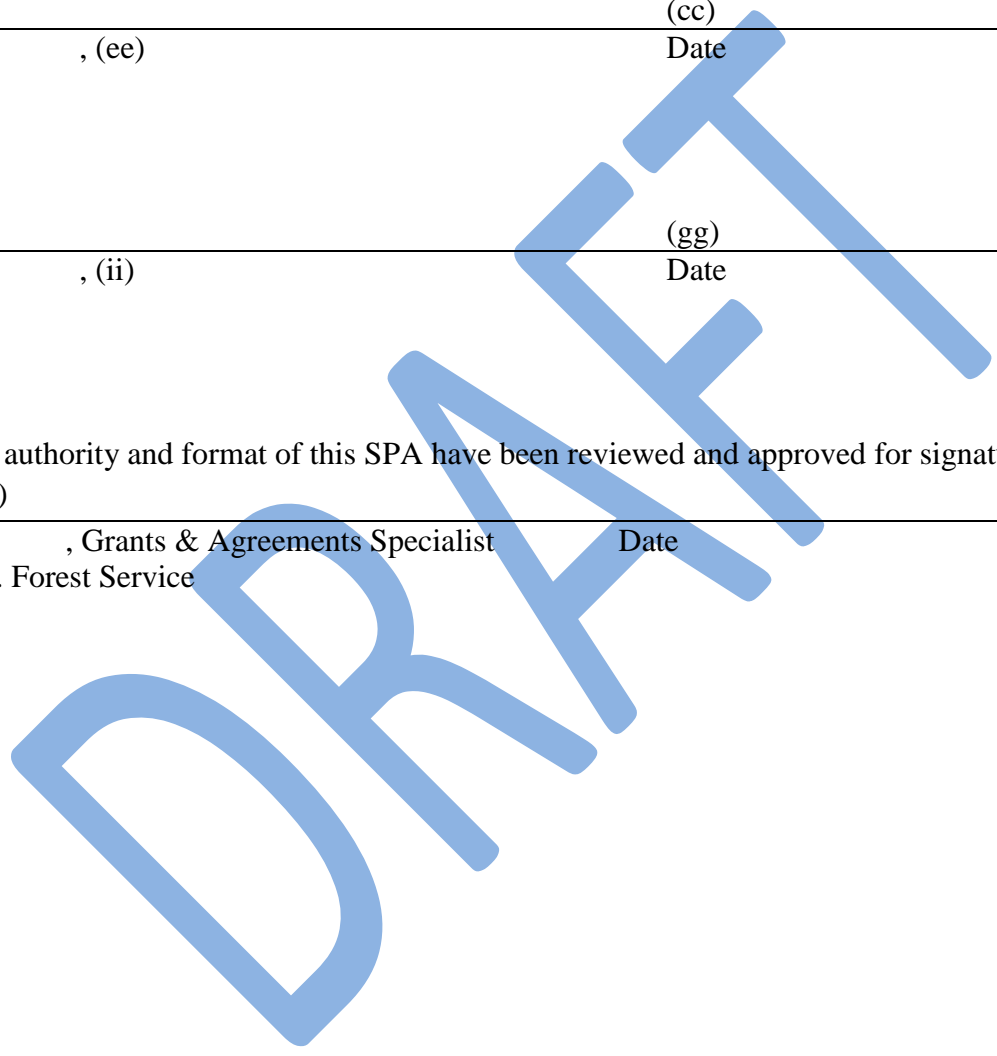 (cc)
, (ee) Date
(gg)
, (ii) Date
authority and format of this SPA have been reviewed and approved for
)
, Grants & Agreements Specialist Date
. Forest Service
DRAFT